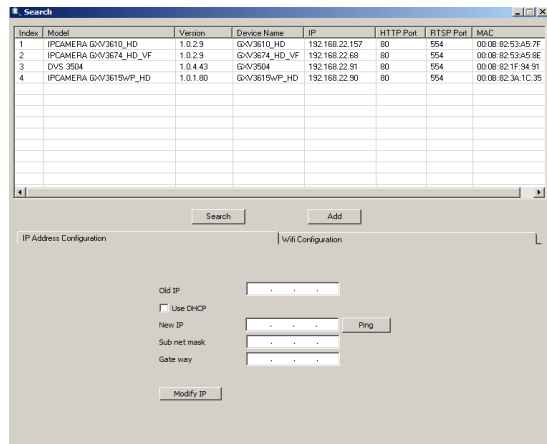 Search
Index Model Version Device Name IP HTTP Port RTSP Port MAC
1 IPCAMERA GXV3610_HD 1.0.2.9 GXV3610_HD 192.168.22.157 80 554 00:0B:82:53:A5:7F
2 IPCAMERA GXV3674_HD_VF 1.0.2.9 GXV3674_HD_VF 192.168.22.68 80 554 00:0B:82:53:A5:8E
3 DVS 3504 1.0.4.43 GXV3504 192.168.22.91 80 554 00:0B:82:1F:94:91
4 IPCAMERA GXV3615WP_HD 1.0.1.80 GXV3615WP_HD 192.168.22.90 80 554 00:0B:82:3A:1C:35
Search Add
IP Address Configuration Wifi Configuration
Old IP . . .
Use DHCP
New IP . . . Ping
Sub net mask . . .
Gate way . . .
Modify IP